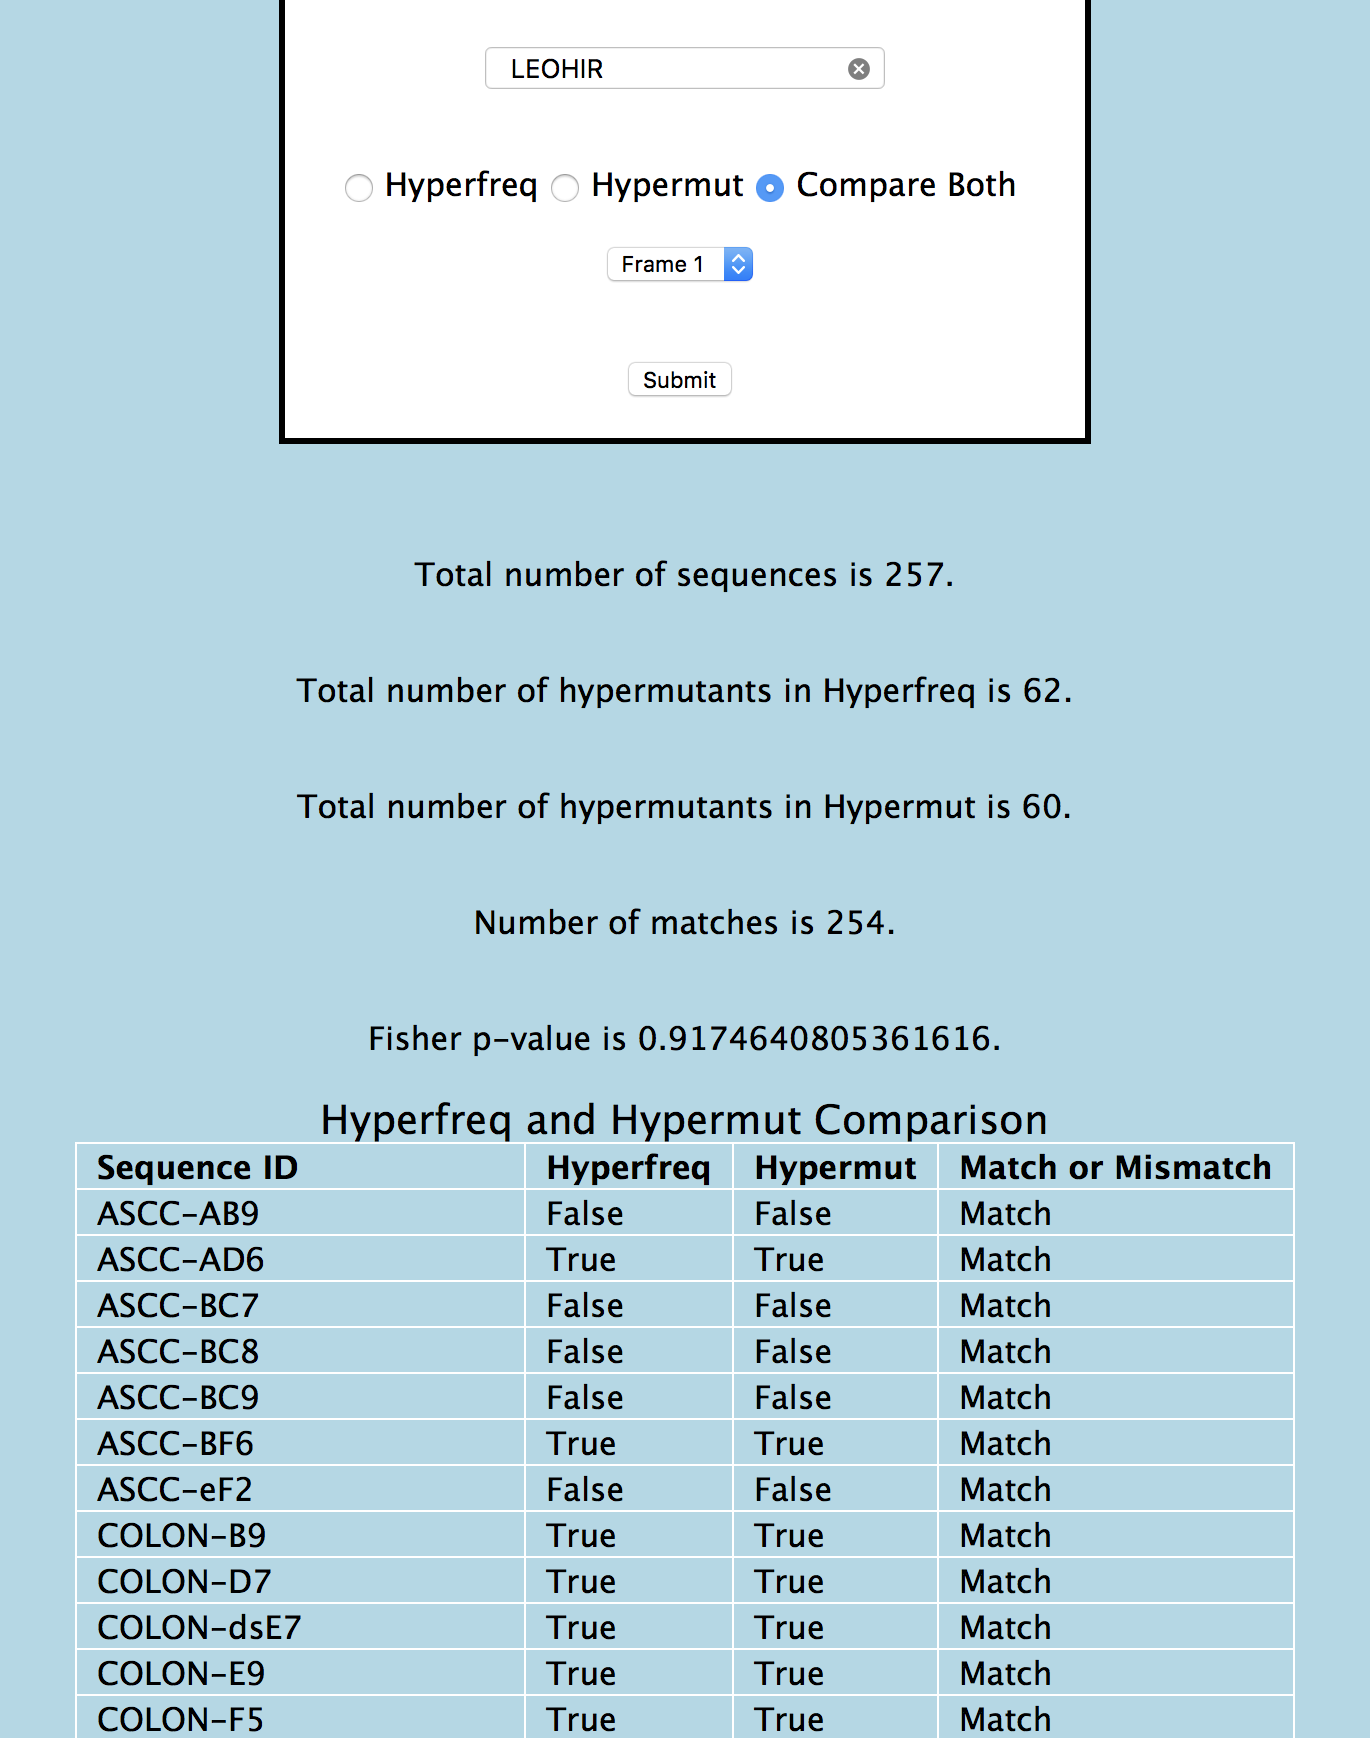 LEOHIR
Hyperfreq Hypermut Compare Both
Frame 1
Submit
Total number of sequences is 257.
Total number of hypermutants in Hyperfreq is 62.
Total number of hypermutants in Hypermut is 60.
Number of matches is 254.
Fisher p-value is 0.9174640805361616.
Hyperfreq and Hypermut Comparison
Sequence ID Hyperfreq Hypermut Match or Mismatch
ASCC-AB9 False False Match
ASCC-AD6 True True Match
ASCC-BC7 False False Match
ASCC-BC8 False False Match
ASCC-BC9 False False Match
ASCC-BF6 True True Match
ASCC-eF2 False False Match
COLON-B9 True True Match
COLON-D7 True True Match
COLON-dsE7 True True Match
COLON-E9 True True Match
COLON-F5 True True Match